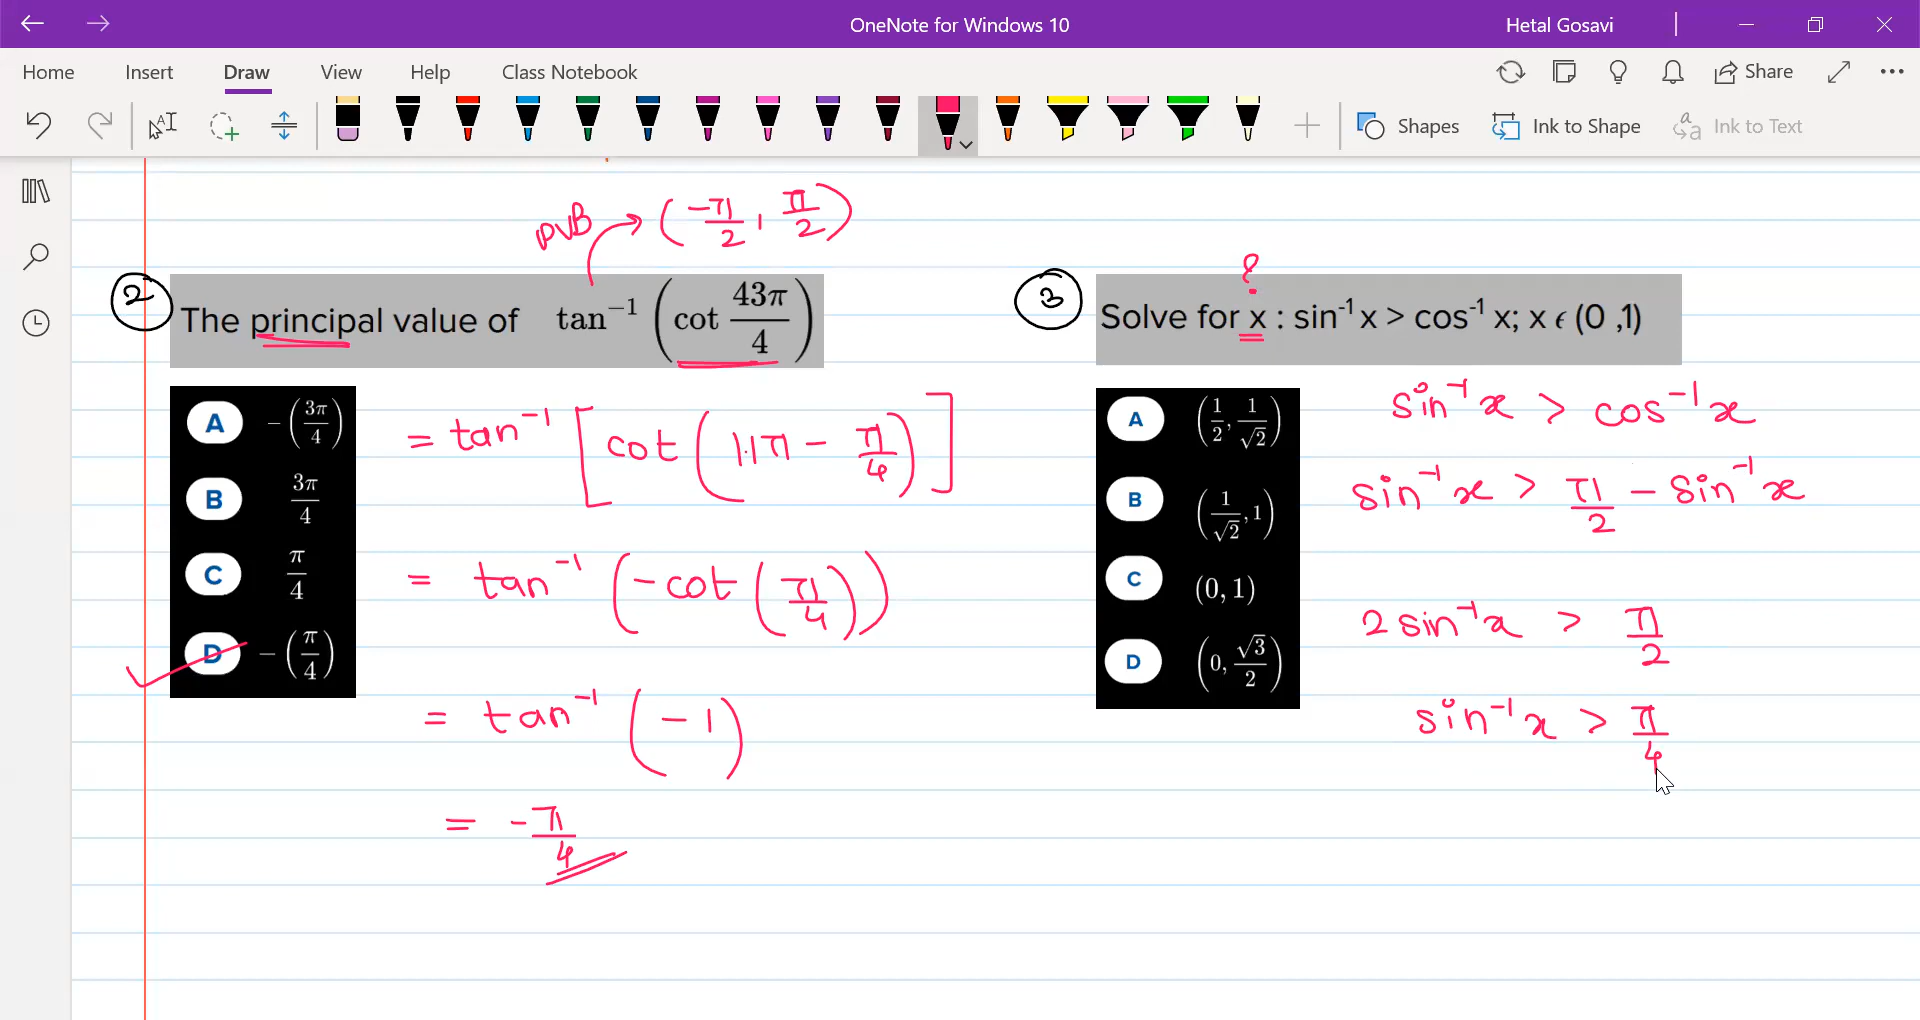 OneNote for Windows 10
Hetal Gosavi
Home Insert Draw View Help Class Notebook
Share
Shapes Ink to Shape Ink to Text
PVB → (-π/2, π/2)
2 The principal value of tan⁻¹ (cot 43π/4)
A -(3π/4)
B 3π/4
C π/4
D -(π/4)
= tan⁻¹ [cot (11π - π/4)]
= tan⁻¹ (-cot (π/4))
= tan⁻¹ (-1)
= -π/4
?
3 Solve for x : sin⁻¹ x > cos⁻¹ x; x ϵ (0 ,1)
A (1/2, 1/√2)
B (1/√2, 1)
C (0, 1)
D (0, √3/2)
sin⁻¹x > cos⁻¹x
sin⁻¹x > π/2 - sin⁻¹x
2 sin⁻¹x > π/2
sin⁻¹x > π/4